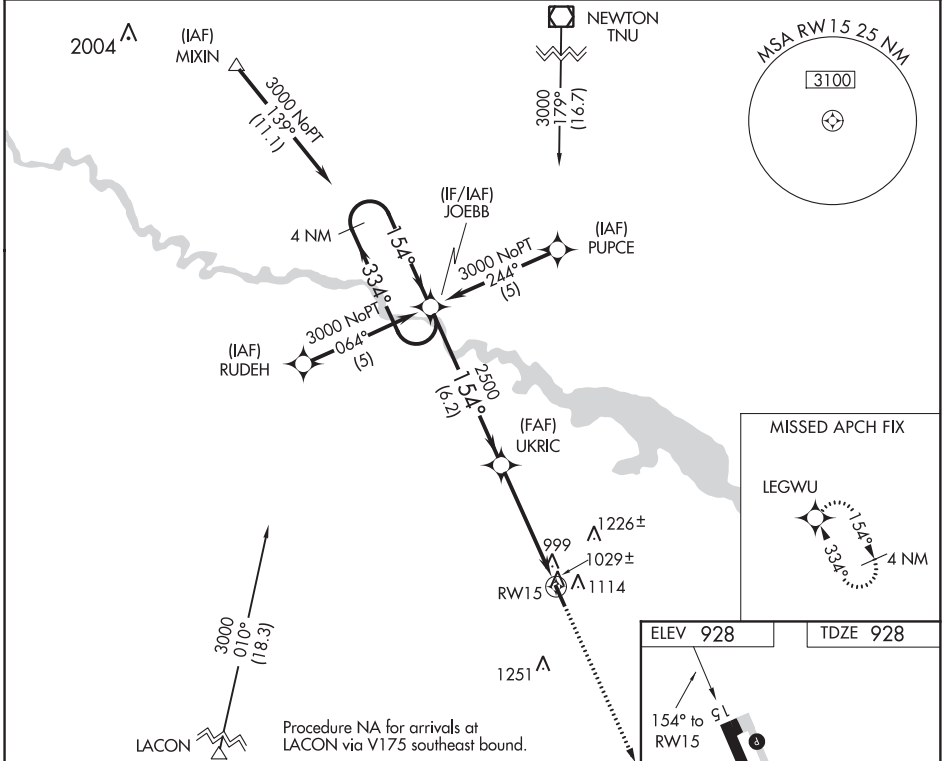 2004
(IAF)
MIXIN
3000 NoPT
139°
(11.1)
NEWTON
TNU
3000
179°
(16.7)
MSA RW15 25 NM
3100
(IF/IAF)
JOEBB
4 NM
154°
334°
(IAF)
PUPCE
3000 NoPT
244°
(5)
(IAF)
RUDEH
3000 NoPT
064°
(5)
2500
154°
(6.2)
(FAF)
UKRIC
1226±
999
1029±
RW15
1114
1251
3000
010°
(18.3)
LACON
Procedure NA for arrivals at
LACON via V175 southeast bound.
MISSED APCH FIX
LEGWU
154°
334°
4 NM
ELEV 928
TDZE 928
154° to
RW15
15
P